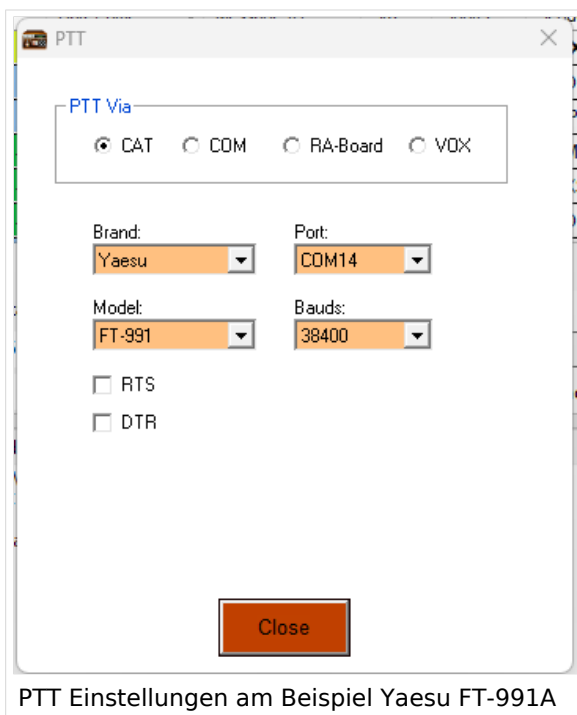 PTT
PTT Via
CAT COM RA-Board VOX
Brand: Port:
Yaesu COM14
Model: Bauds:
FT-991 38400
RTS
DTR
Close
PTT Einstellungen am Beispiel Yaesu FT-991A